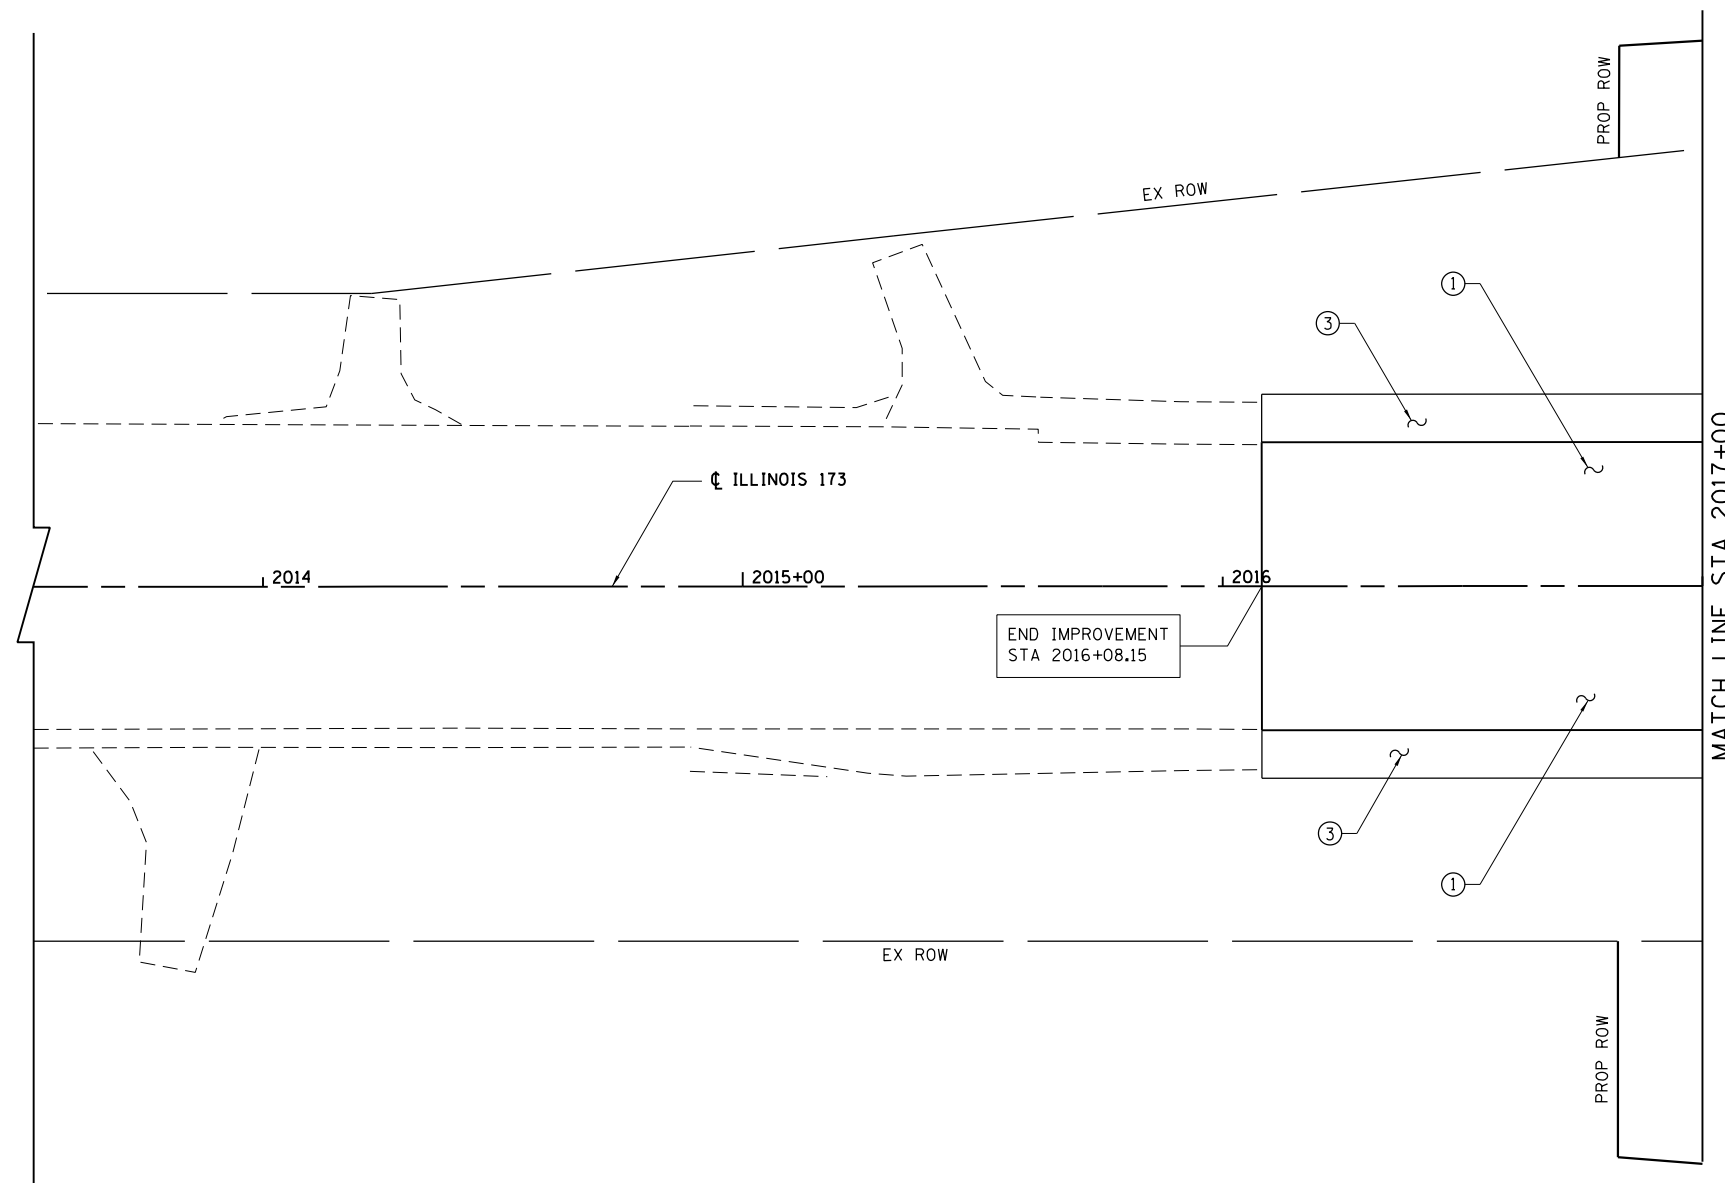 PROP ROW
EX ROW
1
3
℄ ILLINOIS 173
2014
2015+00
2016
END IMPROVEMENT
STA 2016+08.15
MATCH LINE STA 2017+00
3
1
EX ROW
PROP ROW